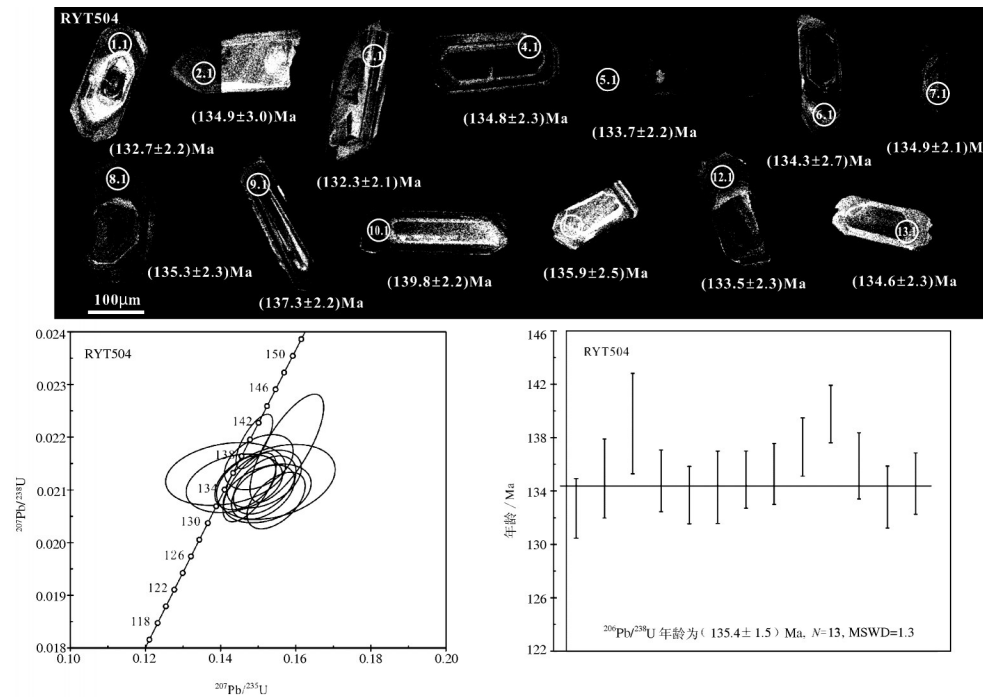 RYT504
1.1
2.1
3.1
4.1
5.1
6.1
7.1
(134.9±3.0)Ma
(134.8±2.3)Ma
(133.7±2.2)Ma
(132.7±2.2)Ma
(132.3±2.1)Ma
(134.3±2.7)Ma
(134.9±2.1)M
8.1
9.1
10.1
12.1
13.1
(135.3±2.3)Ma
(137.3±2.2)Ma
(139.8±2.2)Ma
(135.9±2.5)Ma
(133.5±2.3)Ma
(134.6±2.3)Ma
100μm
RYT504
²⁰⁷Pb/²³⁸U
0.024
0.023
0.022
0.021
0.020
0.019
0.018
150
146
142
138
134
130
126
122
118
0.10
0.12
0.14
0.16
0.18
0.20
²⁰⁷Pb/²³⁵U
RYT504
年龄/Ma
146
142
138
134
130
126
122
²⁰⁶Pb/²³⁸U 年龄为(135.4±1.5) Ma, N=13, MSWD=1.3